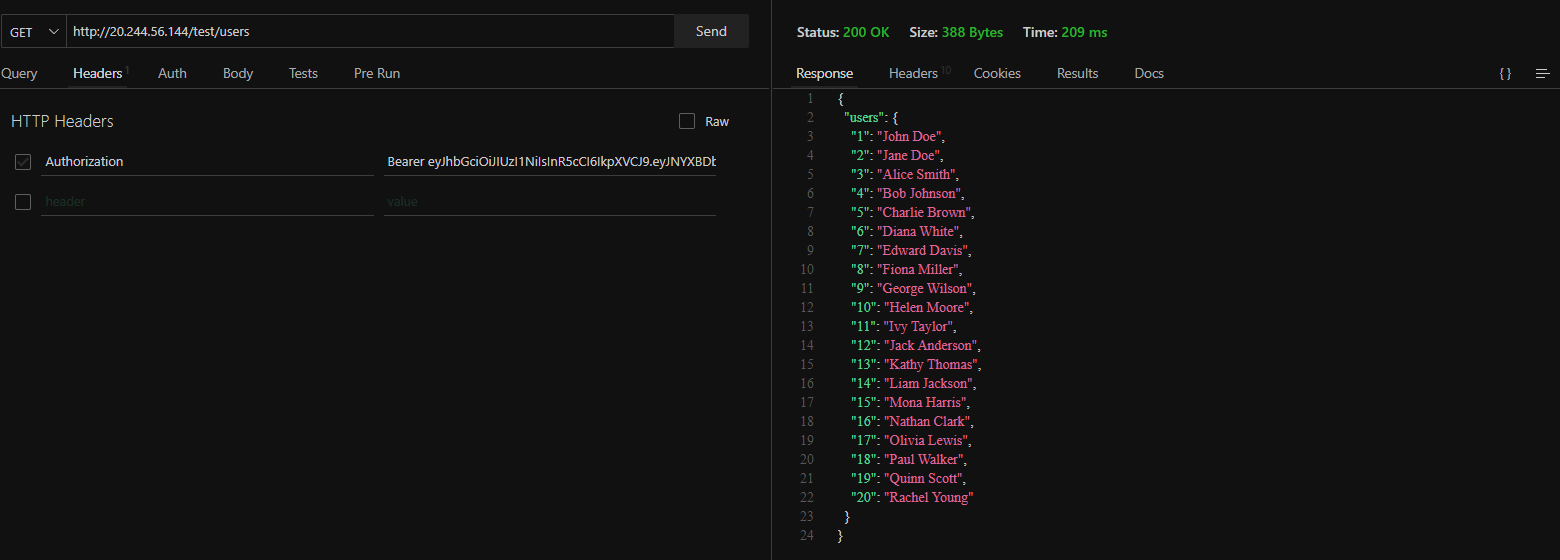 GET http://20.244.56.144/test/users Send
Query Headers 1 Auth Body Tests Pre Run
HTTP Headers Raw
Authorization Bearer eyJhbGciOiJIUzI1NiIsInR5cCI6IkpXVCJ9.eyJNYXBDb
header value
Status: 200 OK Size: 388 Bytes Time: 209 ms
Response Headers 10 Cookies Results Docs { }
1 {
2 "users": {
3 "1": "John Doe",
4 "2": "Jane Doe",
5 "3": "Alice Smith",
6 "4": "Bob Johnson",
7 "5": "Charlie Brown",
8 "6": "Diana White",
9 "7": "Edward Davis",
10 "8": "Fiona Miller",
11 "9": "George Wilson",
12 "10": "Helen Moore",
13 "11": "Ivy Taylor",
14 "12": "Jack Anderson",
15 "13": "Kathy Thomas",
16 "14": "Liam Jackson",
17 "15": "Mona Harris",
18 "16": "Nathan Clark",
19 "17": "Olivia Lewis",
20 "18": "Paul Walker",
21 "19": "Quinn Scott",
22 "20": "Rachel Young"
23 }
24 }